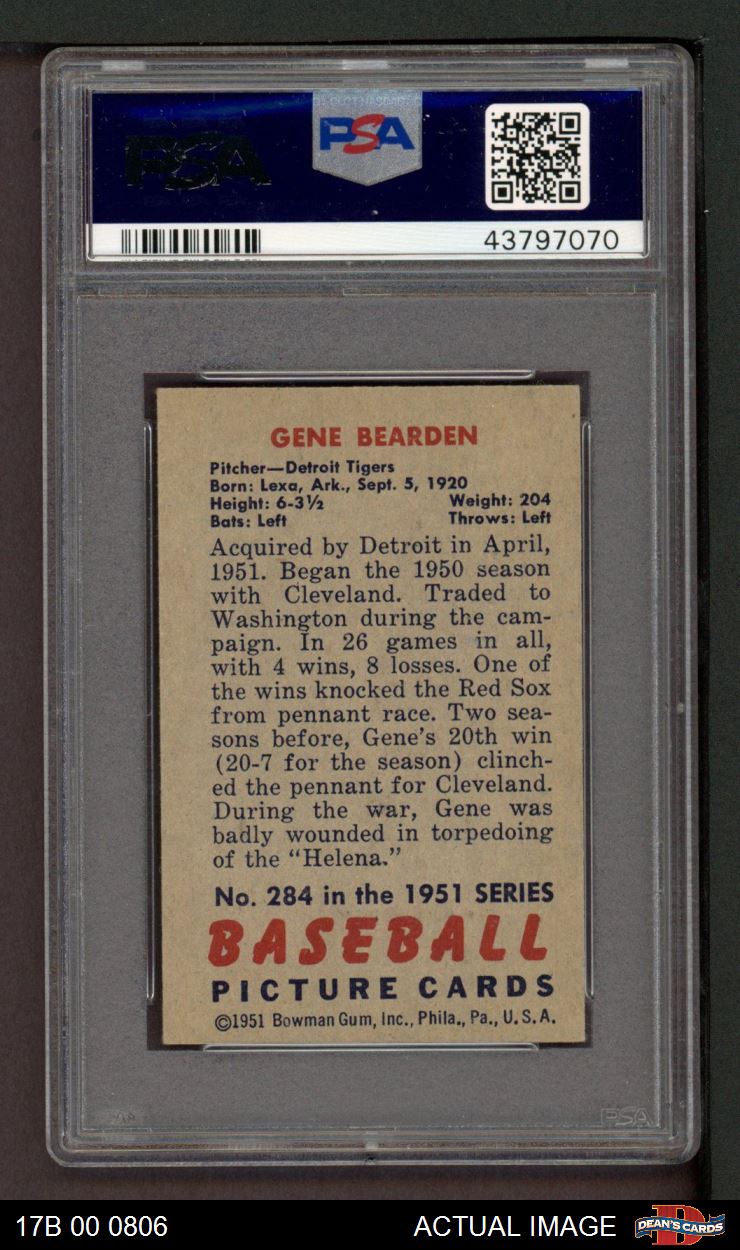 PSA
PSA
43797070
GENE BEARDEN
Pitcher—Detroit Tigers
Born: Lexa, Ark., Sept. 5, 1920
Height: 6-3½ Weight: 204
Bats: Left Throws: Left
Acquired by Detroit in April,
1951. Began the 1950 season
with Cleveland. Traded to
Washington during the cam-
paign. In 26 games in all,
with 4 wins, 8 losses. One of
the wins knocked the Red Sox
from pennant race. Two sea-
sons before, Gene's 20th win
(20-7 for the season) clinch-
ed the pennant for Cleveland.
During the war, Gene was
badly wounded in torpedoing
of the "Helena."
No. 284 in the 1951 SERIES
BASEBALL
PICTURE CARDS
©1951 Bowman Gum, Inc., Phila., Pa., U.S.A.
PSA
17B 00 0806 ACTUAL IMAGE DEAN'S CARDS